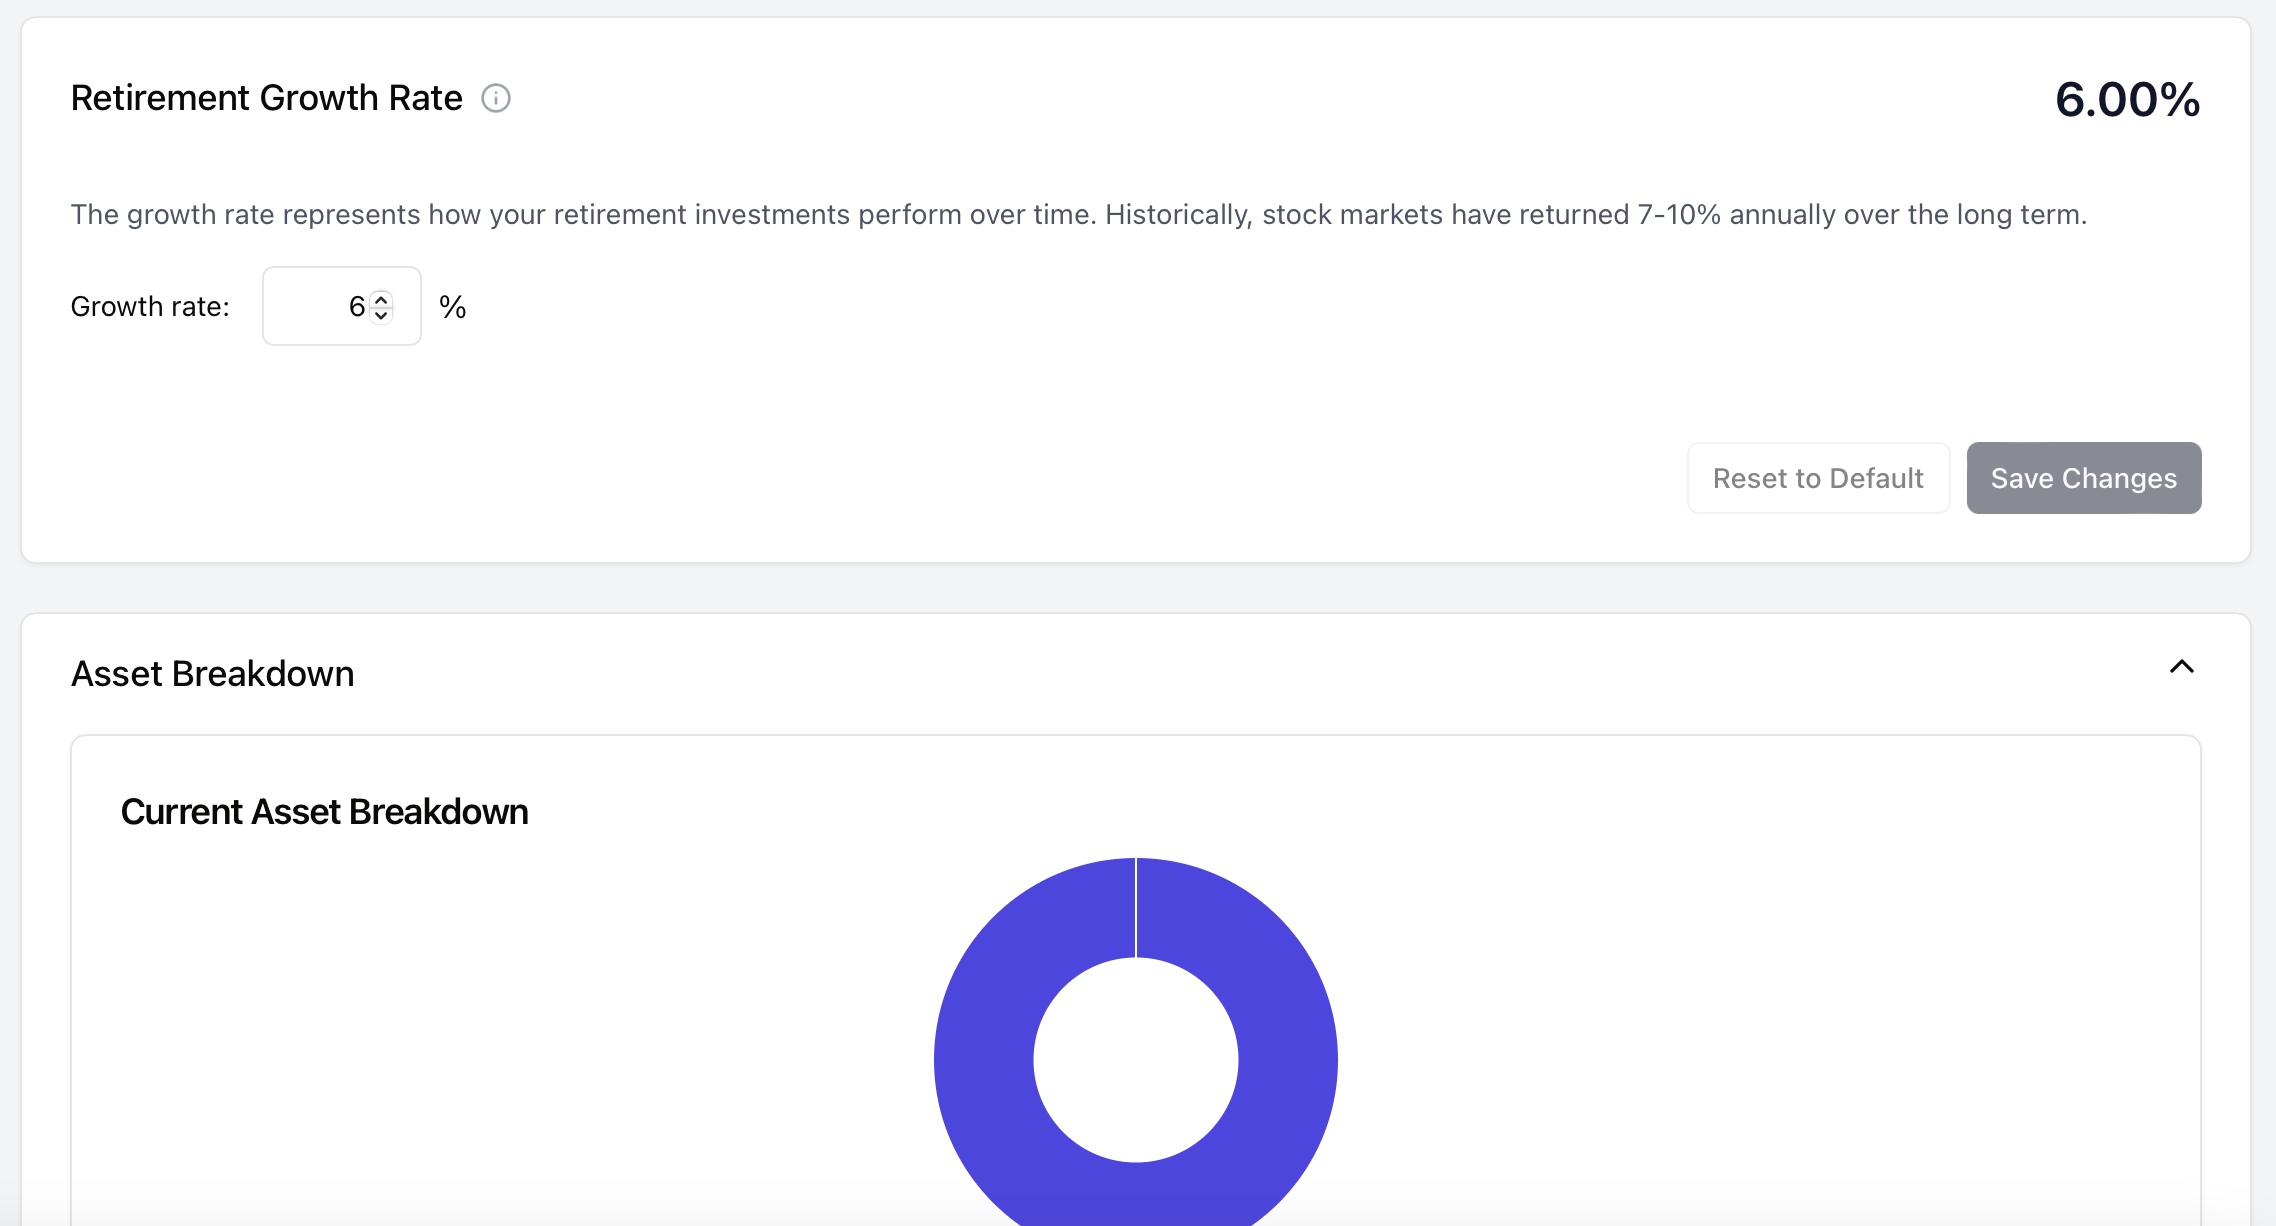 Retirement Growth Rate
6.00%
The growth rate represents how your retirement investments perform over time. Historically, stock markets have returned 7-10% annually over the long term.
Growth rate: 6 %
Reset to Default
Save Changes
Asset Breakdown
Current Asset Breakdown